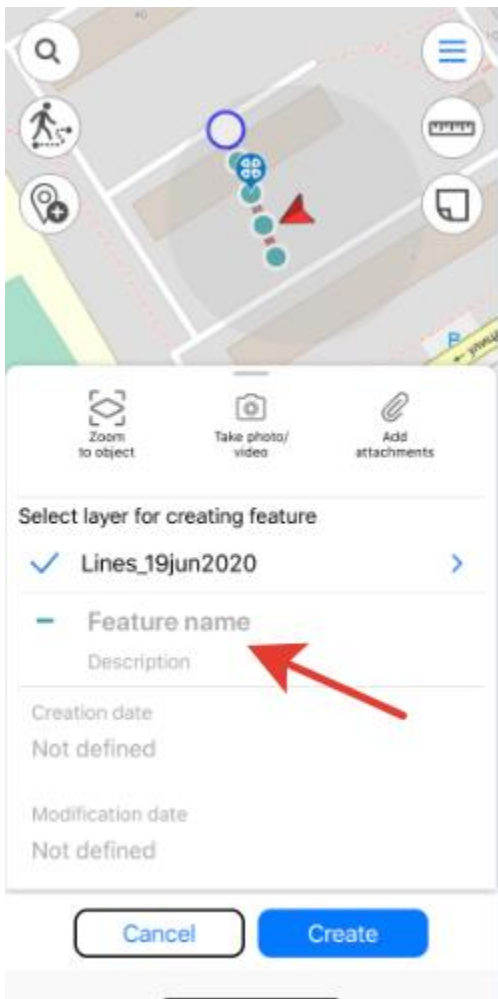 B
← улица
Zoom
to object
Take photo/
video
Add
attachments
Select layer for creating feature
Lines_19jun2020
Feature name
Description
Creation date
Not defined
Modification date
Not defined
Cancel
Create